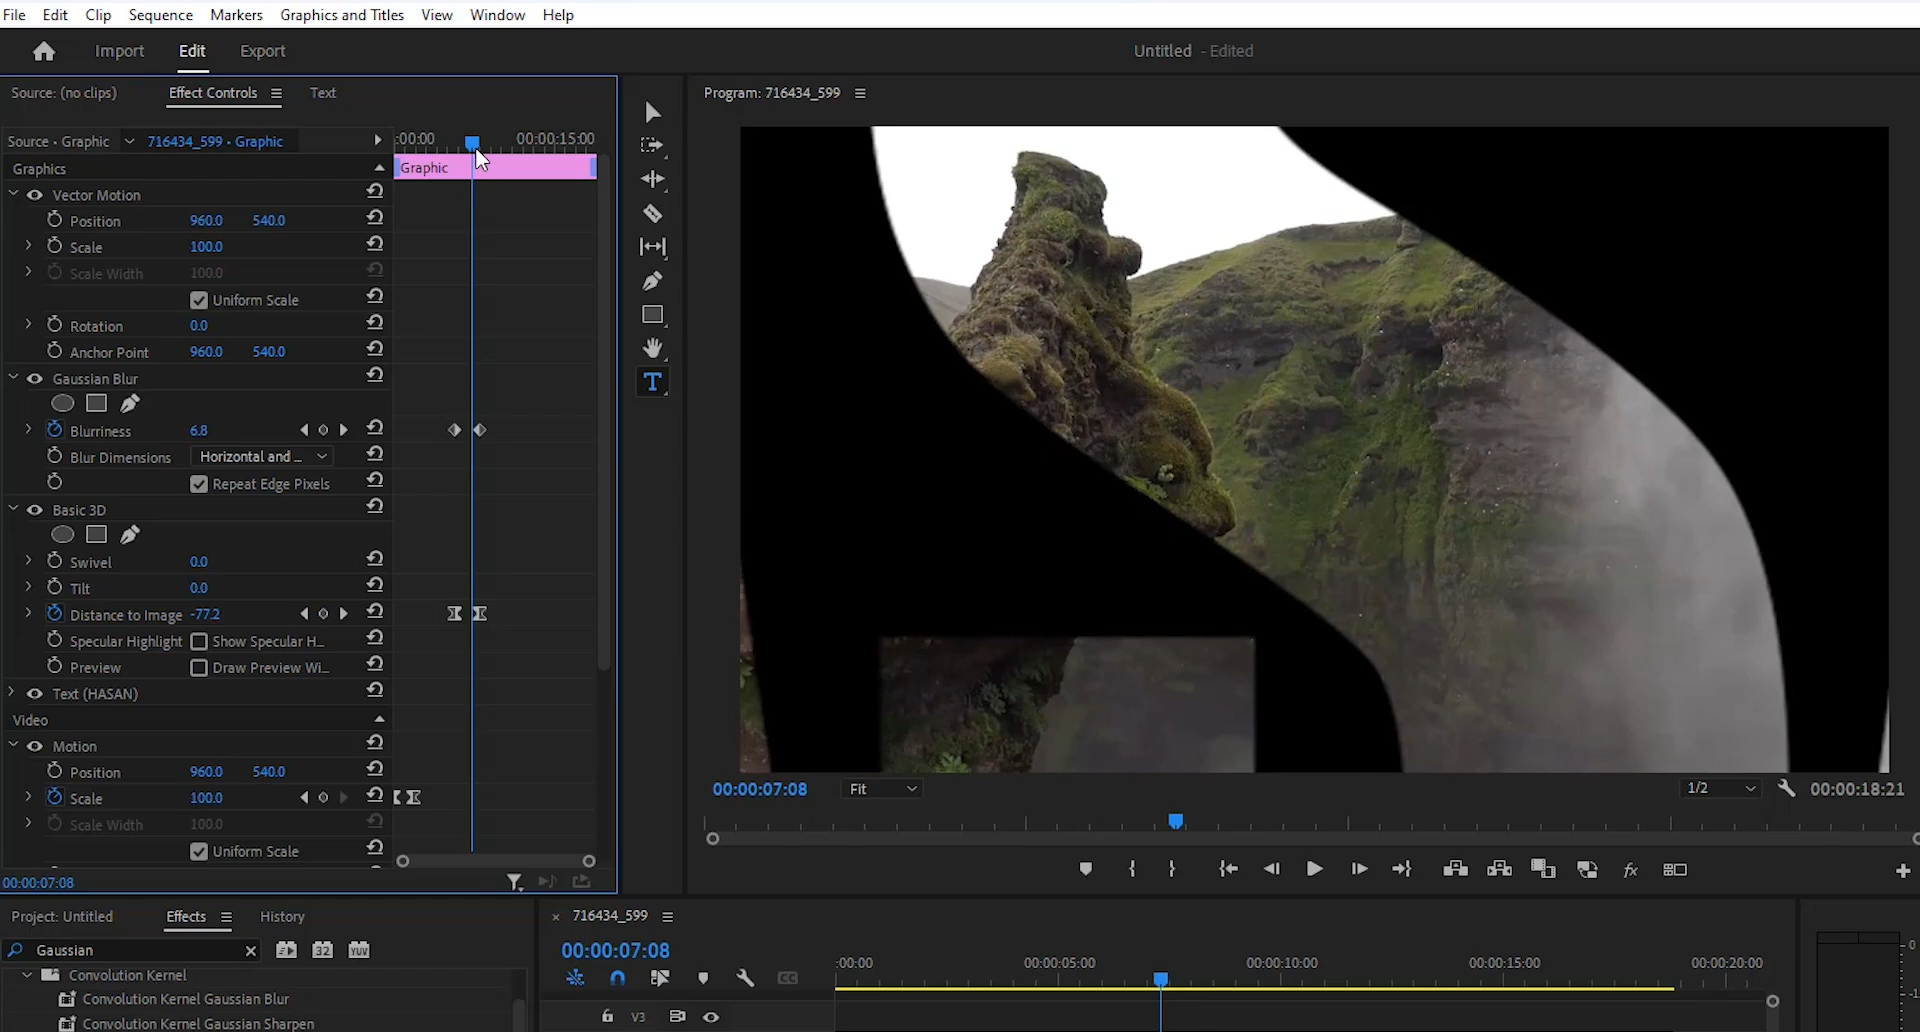 File Edit Clip Sequence Markers Graphics and Titles View Window Help
Import Edit Export Untitled - Edited
Source: (no clips) Effect Controls Text
Program: 716434_599
Source • Graphic 716434_599 • Graphic
:00:00 00:00:15:00
Graphics
Graphic
Vector Motion
Position 960.0 540.0
Scale 100.0
Scale Width 100.0
Uniform Scale
Rotation 0.0
Anchor Point 960.0 540.0
Gaussian Blur
Blurriness 6.8
Blur Dimensions Horizontal and ...
Repeat Edge Pixels
Basic 3D
Swivel 0.0
Tilt 0.0
Distance to Image -77.2
Specular Highlight Show Specular H...
Preview Draw Preview Wi...
Text (HASAN)
Video
Motion
Position 960.0 540.0
Scale 100.0
Scale Width 100.0
Uniform Scale
00:00:07:08
00:00:07:08 Fit 1/2 00:00:18:21
fx
Project: Untitled Effects History
Gaussian
32 YUV
Convolution Kernel
Convolution Kernel Gaussian Blur
Convolution Kernel Gaussian Sharpen
× 716434_599
00:00:07:08
CC
:00:00 00:00:05:00 00:00:10:00 00:00:15:00 00:00:20:00
V3
0